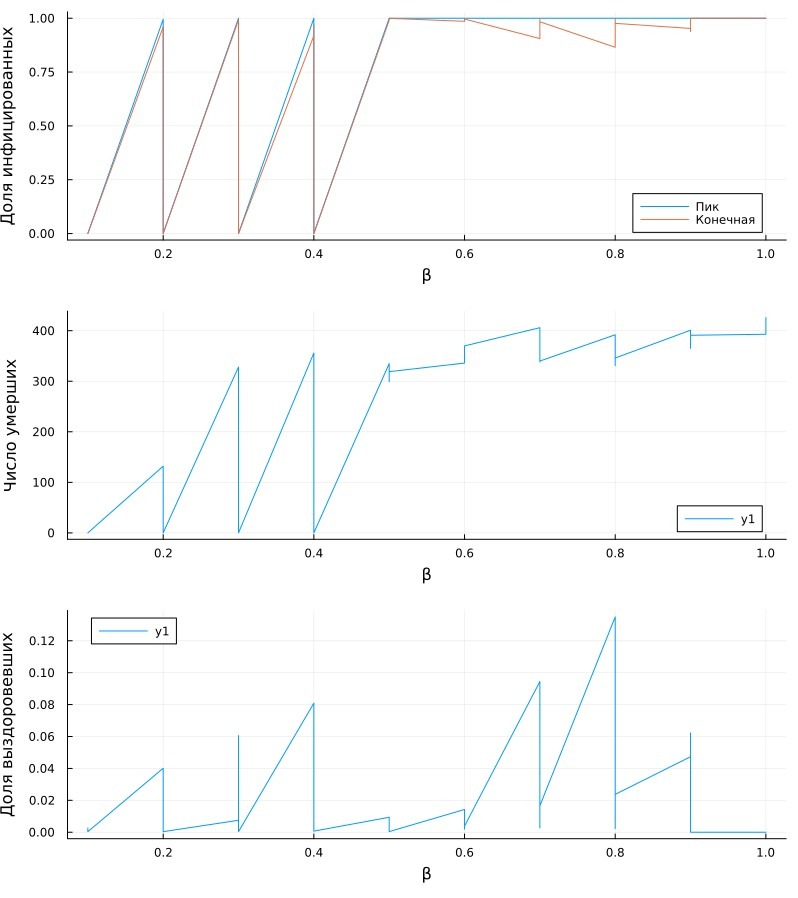 1.00
0.75
0.50
0.25
0.00
Доля инфицированных
Пик
Конечная
0.2 0.4 0.6 0.8 1.0
β
400
300
200
100
0
Число умерших
y1
0.2 0.4 0.6 0.8 1.0
β
y1
0.12
0.10
0.08
0.06
0.04
0.02
0.00
Доля выздоровевших
0.2 0.4 0.6 0.8 1.0
β